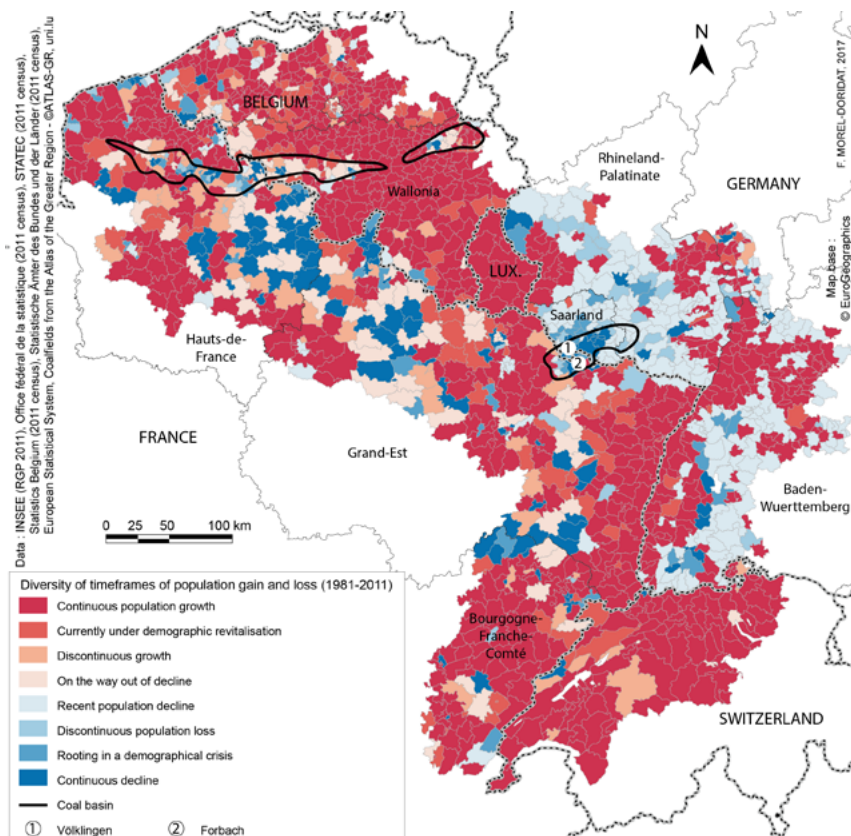 Data : INSEE (RGP 2011), Office fédéral de la statistique (2011 census), STATEC (2011 census),
Statistics Belgium (2011 census), Statistische Ämter des Bundes und der Länder (2011 census),
European Statistical System, Coalfields from the Atlas of the Greater Region - ©ATLAS-GR, uni.lu
N
F. MOREL-DORIDAT, 2017
BELGIUM
Rhineland-
Palatinate
GERMANY
Wallonia
LUX.
Map base :
© EuroGeographics
Saarland
1
2
Hauts-de-
France
FRANCE
Grand-Est
Baden-
Wuerttemberg
0 25 50 100 km
Bourgogne-
Franche-
Comté
SWITZERLAND
Diversity of timeframes of population gain and loss (1981-2011)
Continuous population growth
Currently under demographic revitalisation
Discontinuous growth
On the way out of decline
Recent population decline
Discontinuous population loss
Rooting in a demographical crisis
Continuous decline
Coal basin
1 Völklingen 2 Forbach